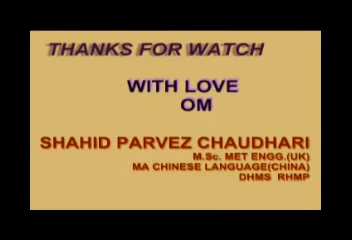 THANKS FOR WATCH
WITH LOVE
OM
SHAHID PARVEZ CHAUDHARI
M.Sc. MET ENGG.(UK)
MA CHINESE LANGUAGE(CHINA)
DHMS RHMP